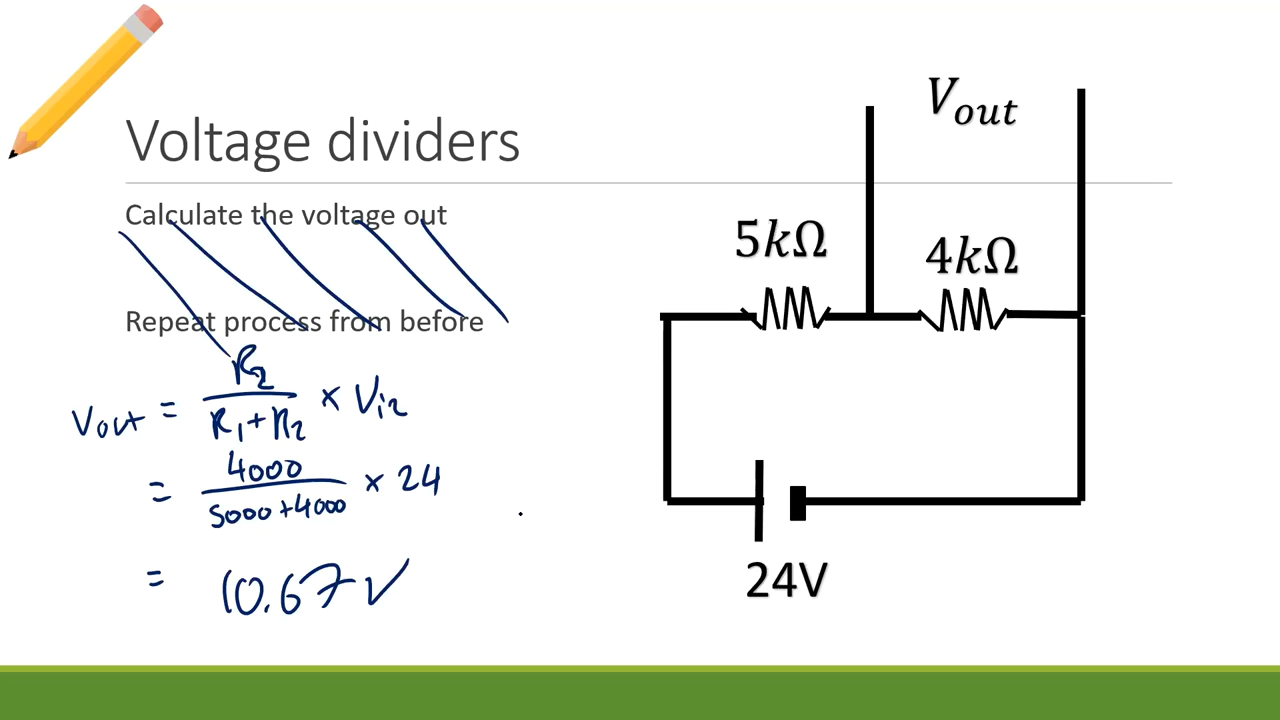 Voltage dividers
Calculate the voltage out
Repeat process from before
Vout = R2 / R1 + R2 × Vin
= 4000 / 5000 + 4000 × 24
= 10.67 V
Vout
5kΩ
4kΩ
24V